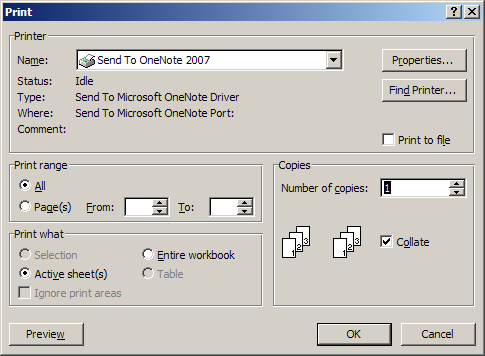 Print
Printer
Name: Send To OneNote 2007 Properties...
Status: Idle
Type: Send To Microsoft OneNote Driver Find Printer...
Where: Send To Microsoft OneNote Port:
Comment: Print to file
Print range
All
Page(s) From: To:
Copies
Number of copies: 1
1 2 3 1 2 3 Collate
Print what
Selection Entire workbook
Active sheet(s) Table
Ignore print areas
Preview OK Cancel